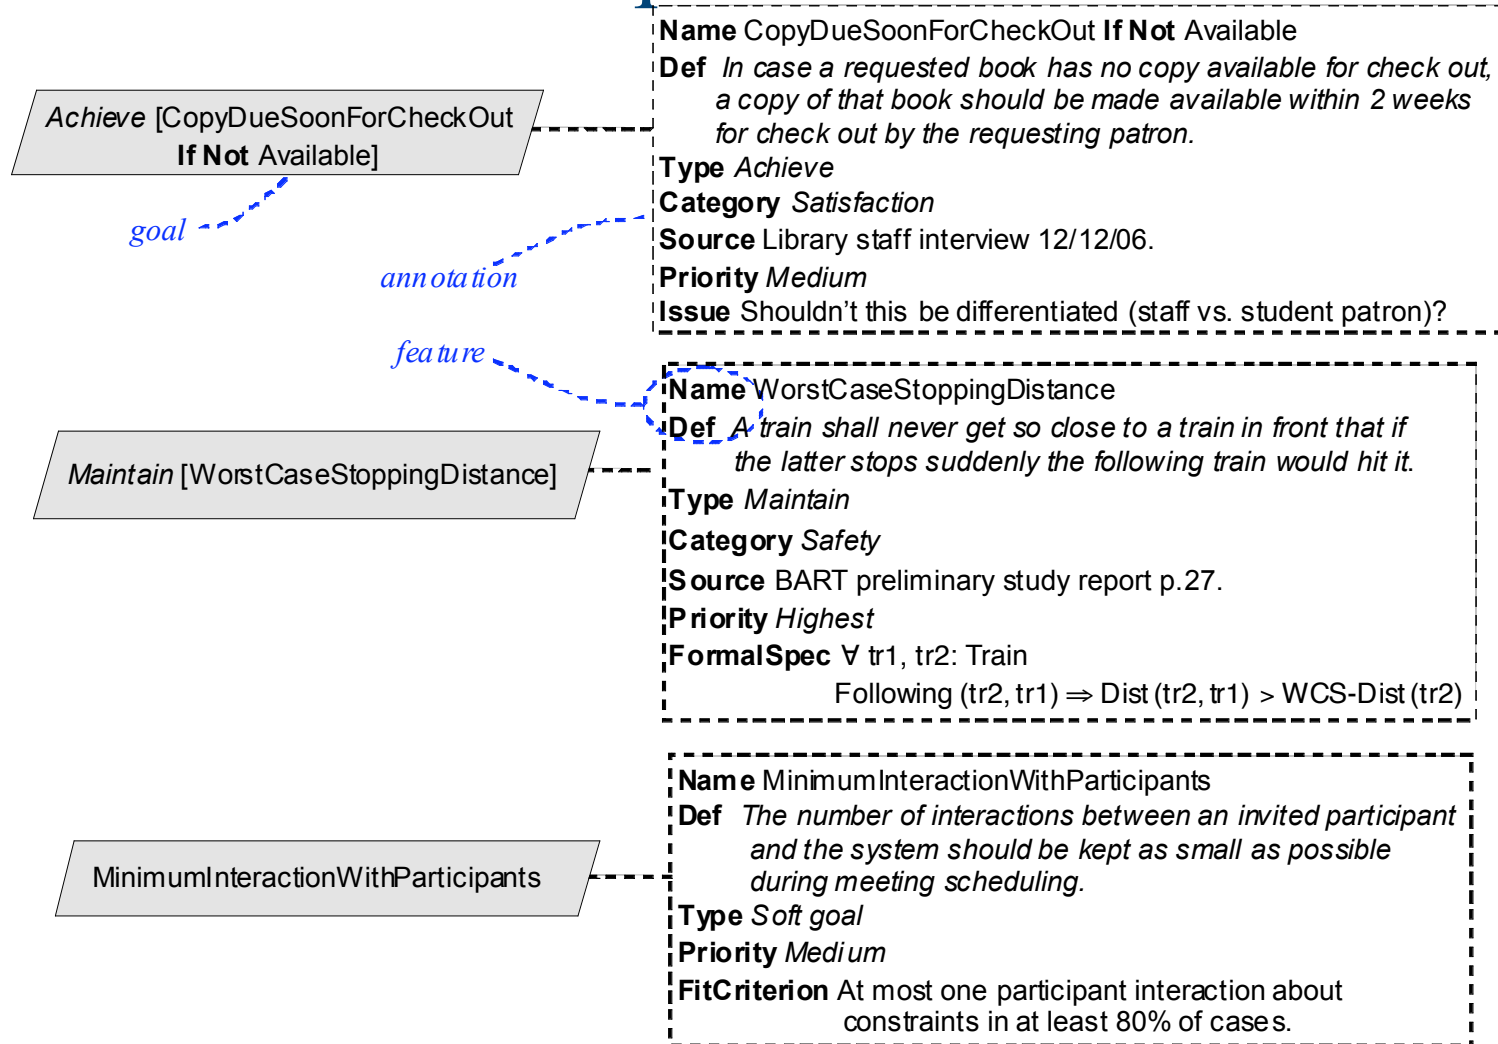 Achieve [CopyDueSoonForCheckOut
If Not Available]
goal
annotation
Name CopyDueSoonForCheckOut If Not Available
Def In case a requested book has no copy available for check out,
a copy of that book should be made available within 2 weeks
for check out by the requesting patron.
Type Achieve
Category Satisfaction
Source Library staff interview 12/12/06.
Priority Medium
Issue Shouldn't this be differentiated (staff vs. student patron)?
feature
Maintain [WorstCaseStoppingDistance]
Name WorstCaseStoppingDistance
Def A train shall never get so close to a train in front that if
the latter stops suddenly the following train would hit it.
Type Maintain
Category Safety
Source BART preliminary study report p.27.
Priority Highest
FormalSpec ∀ tr1, tr2: Train
Following (tr2, tr1) ⇒ Dist (tr2, tr1) > WCS-Dist (tr2)
MinimumInteractionWithParticipants
Name MinimumInteractionWithParticipants
Def The number of interactions between an invited participant
and the system should be kept as small as possible
during meeting scheduling.
Type Soft goal
Priority Medium
FitCriterion At most one participant interaction about
constraints in at least 80% of cases.